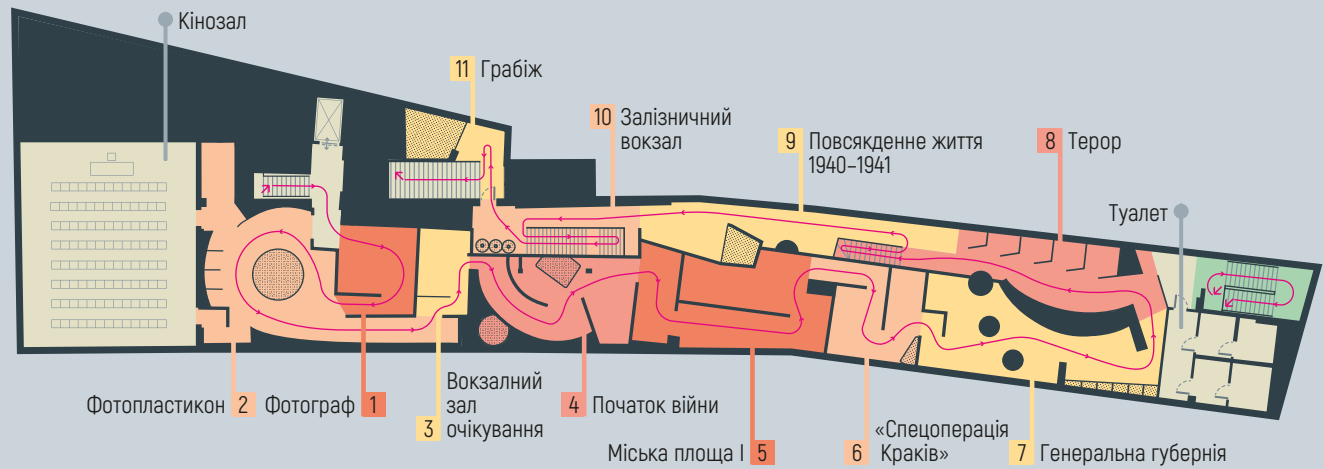 Кінозал
11 Грабіж
10 Залізничний
вокзал
9 Повсякденне життя
1940–1941
8 Терор
Туалет
Фотопластикон 2
Фотограф 1
3 Вокзалний
зал
очікування
4 Початок війни
Міська площа I 5
6 «Спецоперація
Краків»
7 Генеральна губернія